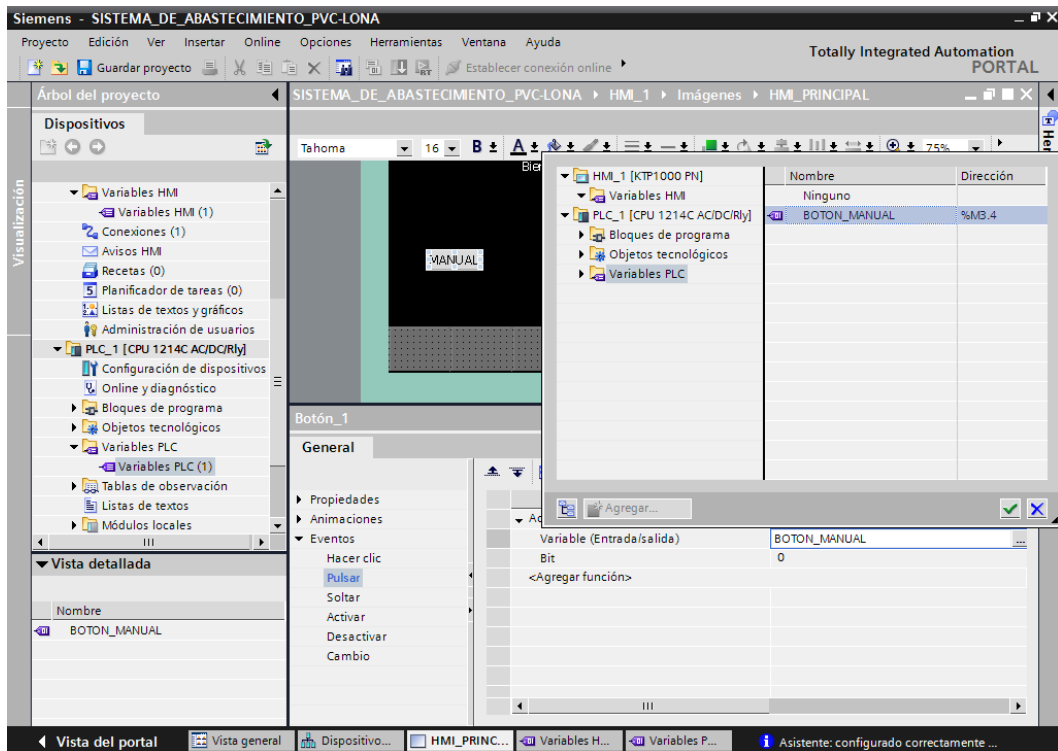 Siemens - SISTEMA_DE_ABASTECIMIENTO_PVC-LONA
Proyecto Edición Ver Insertar Online Opciones Herramientas Ventana Ayuda
Totally Integrated Automation
PORTAL
Guardar proyecto
Establecer conexión online
Árbol del proyecto
SISTEMA_DE_ABASTECIMIENTO_PVC-LONA HMI_1 Imágenes HMI_PRINCIPAL
Dispositivos
Visualización
Variables HMI
Variables HMI (1)
Conexiones (1)
Avisos HMI
Recetas (0)
Planificador de tareas (0)
Listas de textos y gráficos
Administración de usuarios
PLC_1 [CPU 1214C AC/DC/Rly]
Configuración de dispositivos
Online y diagnóstico
Bloques de programa
Objetos tecnológicos
Variables PLC
Variables PLC (1)
Tablas de observación
Listas de textos
Módulos locales
Vista detallada
Nombre
BOTON_MANUAL
Tahoma 16 B A 75%
Her
Bier
MANUAL
HMI_1 [KTP1000 PN]
Variables HMI
PLC_1 [CPU 1214C AC/DC/Rly]
Bloques de programa
Objetos tecnológicos
Variables PLC
Nombre Dirección
Ninguno
BOTON_MANUAL %M3.4
Agregar...
Botón_1
General
Propiedades
Animaciones
Eventos
Hacer clic
Pulsar
Soltar
Activar
Desactivar
Cambio
Ac
Variable (Entrada/salida) BOTON_MANUAL ...
Bit 0
<Agregar función>
Vista del portal Vista general Dispositivo... HMI_PRINC... Variables H... Variables P... Asistente: configurado correctamente ...